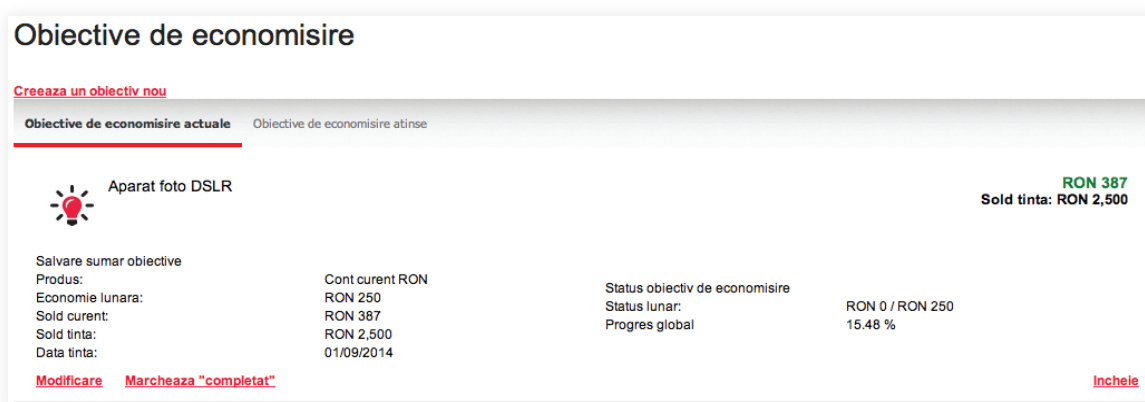 Obiective de economisire
Creeaza un obiectiv nou
Obiective de economisire actuale Obiective de economisire atinse
Aparat foto DSLR
RON 387
Sold tinta: RON 2,500
Salvare sumar obiective
Produs: Cont curent RON
Economie lunara: RON 250
Sold curent: RON 387
Sold tinta: RON 2,500
Data tinta: 01/09/2014
Status obiectiv de economisire
Status lunar: RON 0 / RON 250
Progres global 15.48 %
Modificare Marcheaza "completat" Incheie